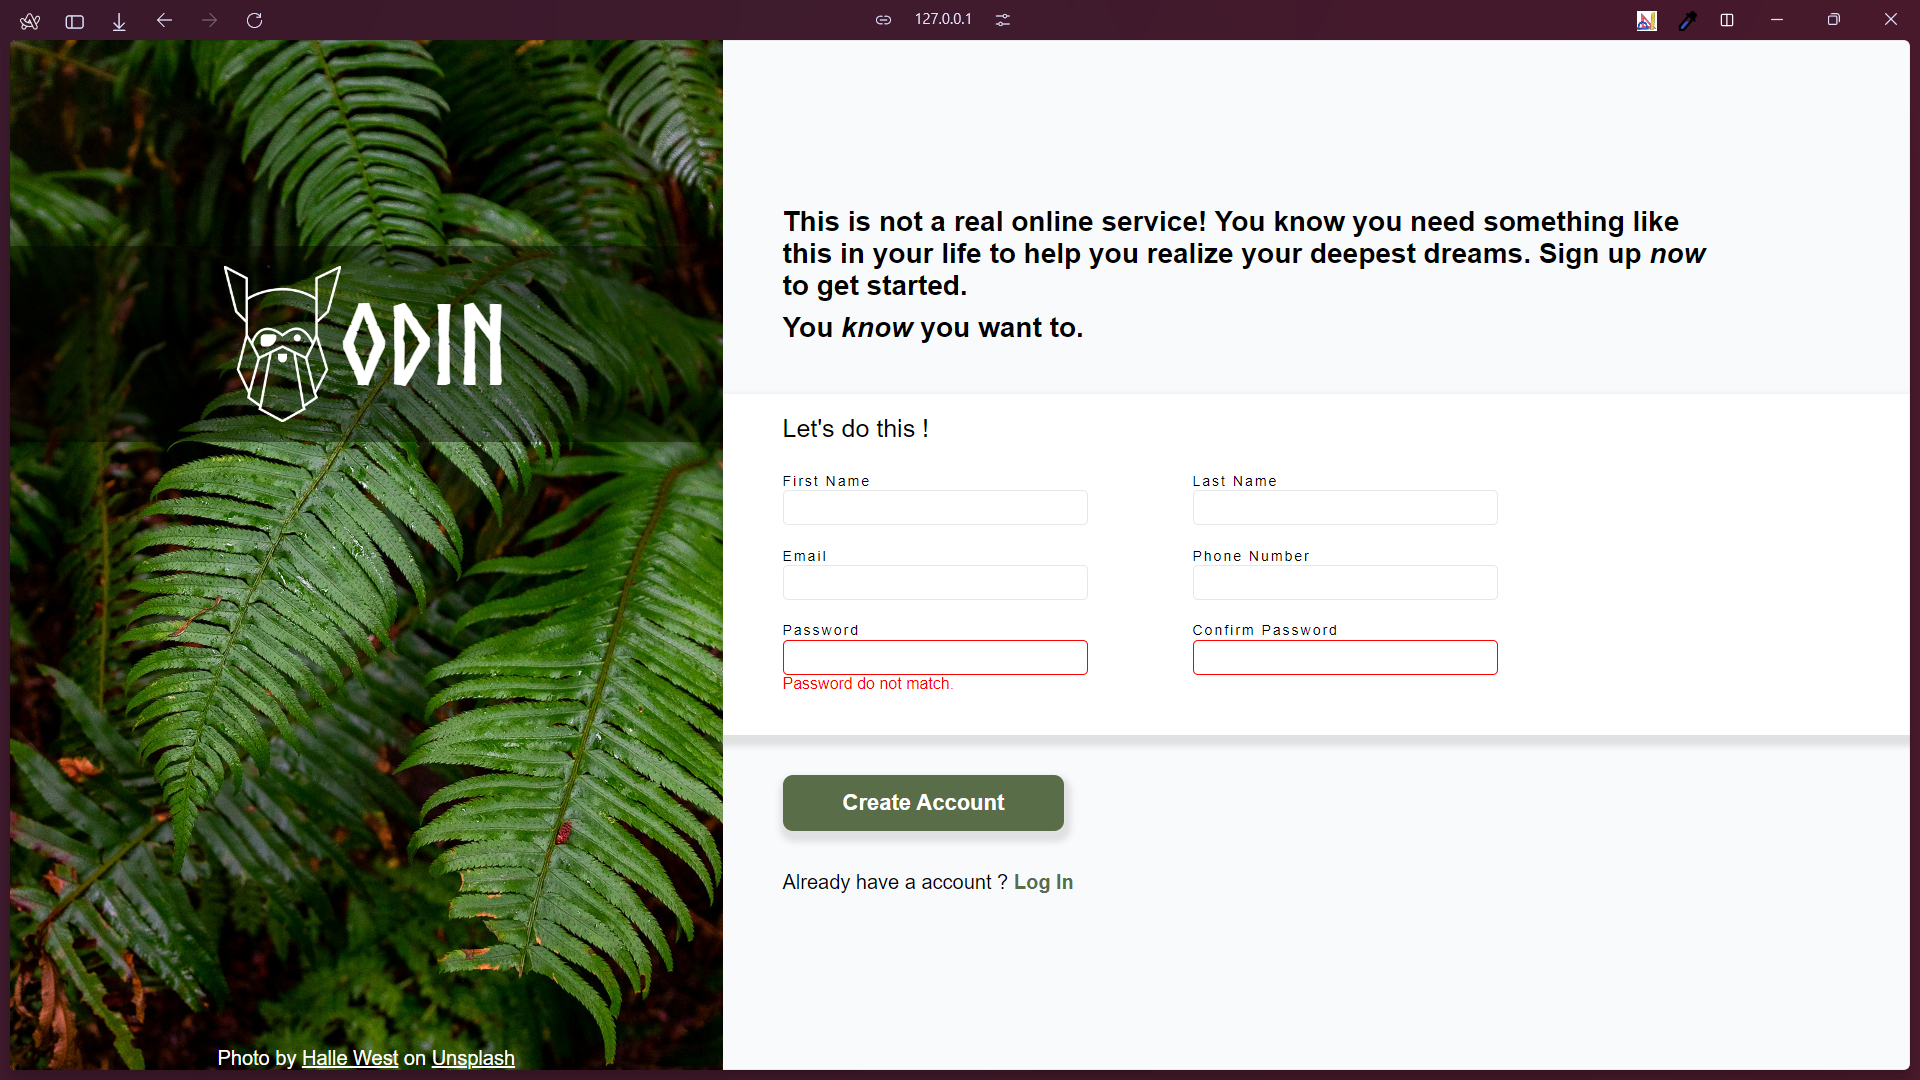 127.0.0.1
ODIN
Photo by Halle West on Unsplash
This is not a real online service! You know you need something like
this in your life to help you realize your deepest dreams. Sign up now
to get started.
You know you want to.
Let's do this !
First Name
Last Name
Email
Phone Number
Password
Confirm Password
Password do not match.
Create Account
Already have a account ? Log In